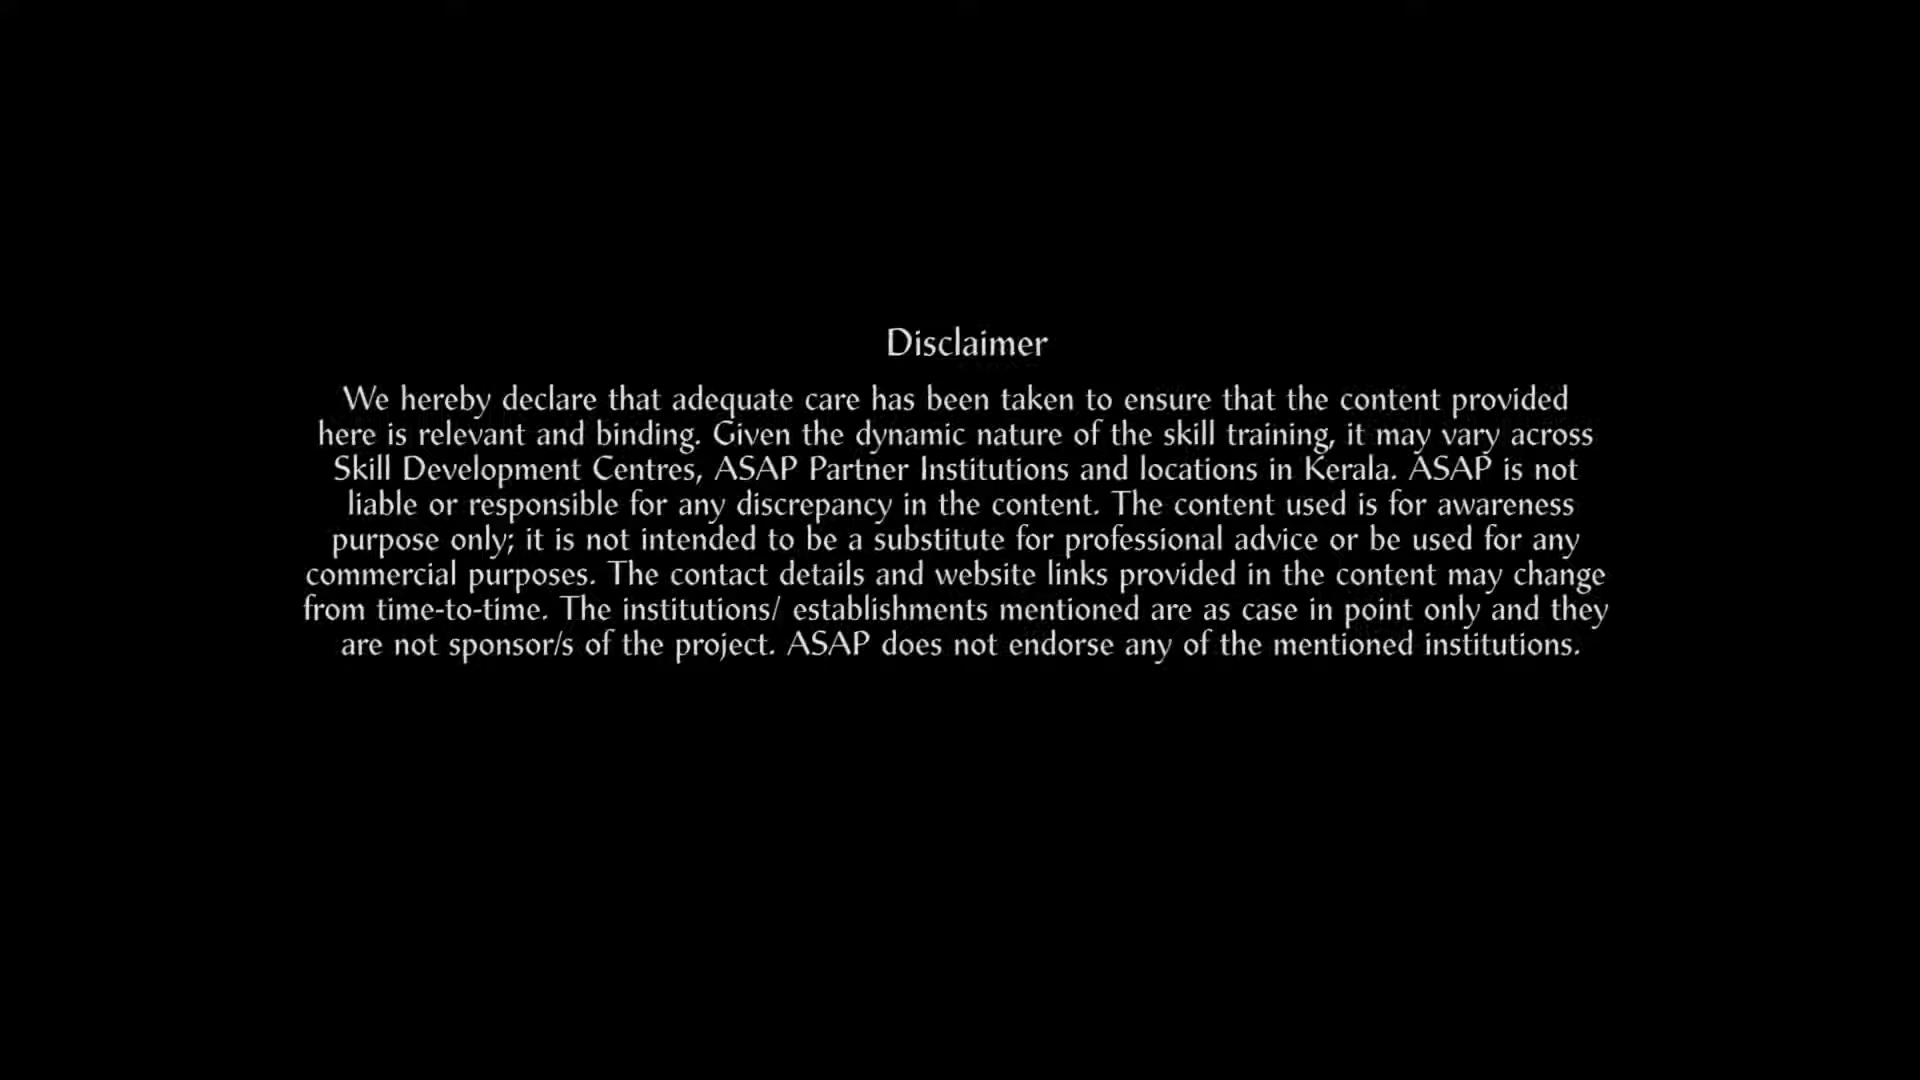 Disclaimer
We hereby declare that adequate care has been taken to ensure that the content provided
here is relevant and binding. Given the dynamic nature of the skill training, it may vary across
Skill Development Centres, ASAP Partner Institutions and locations in Kerala. ASAP is not
liable or responsible for any discrepancy in the content. The content used is for awareness
purpose only; it is not intended to be a substitute for professional advice or be used for any
commercial purposes. The contact details and website links provided in the content may change
from time-to-time. The institutions/ establishments mentioned are as case in point only and they
are not sponsor/s of the project. ASAP does not endorse any of the mentioned institutions.